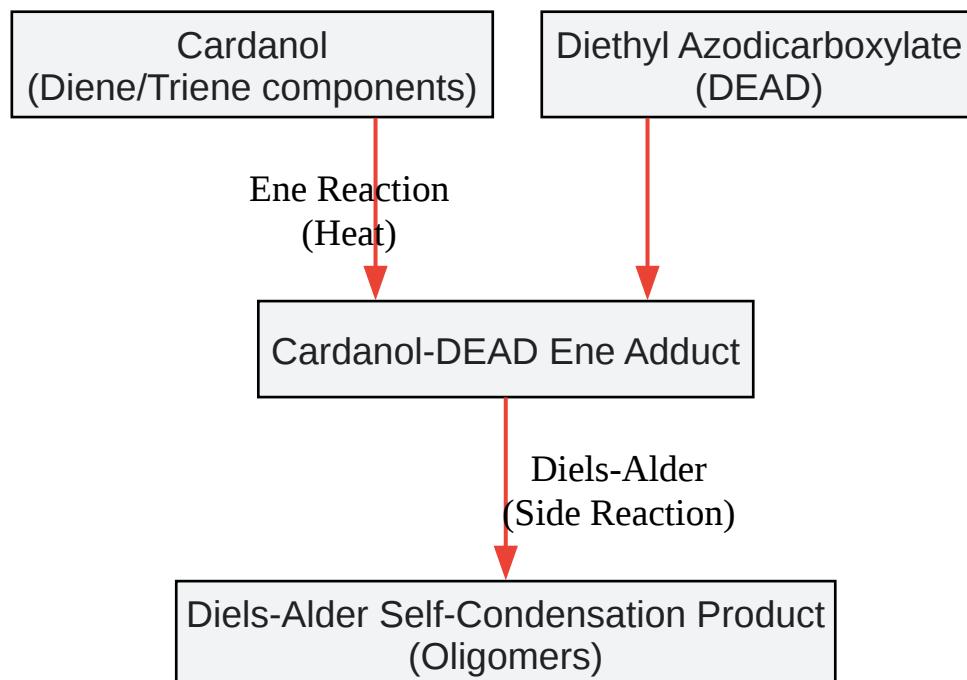 Cardanol
(Diene/Triene components)
Diethyl Azodicarboxylate
(DEAD)
Ene Reaction
(Heat)
Cardanol-DEAD Ene Adduct
Diels-Alder
(Side Reaction)
Diels-Alder Self-Condensation Product
(Oligomers)